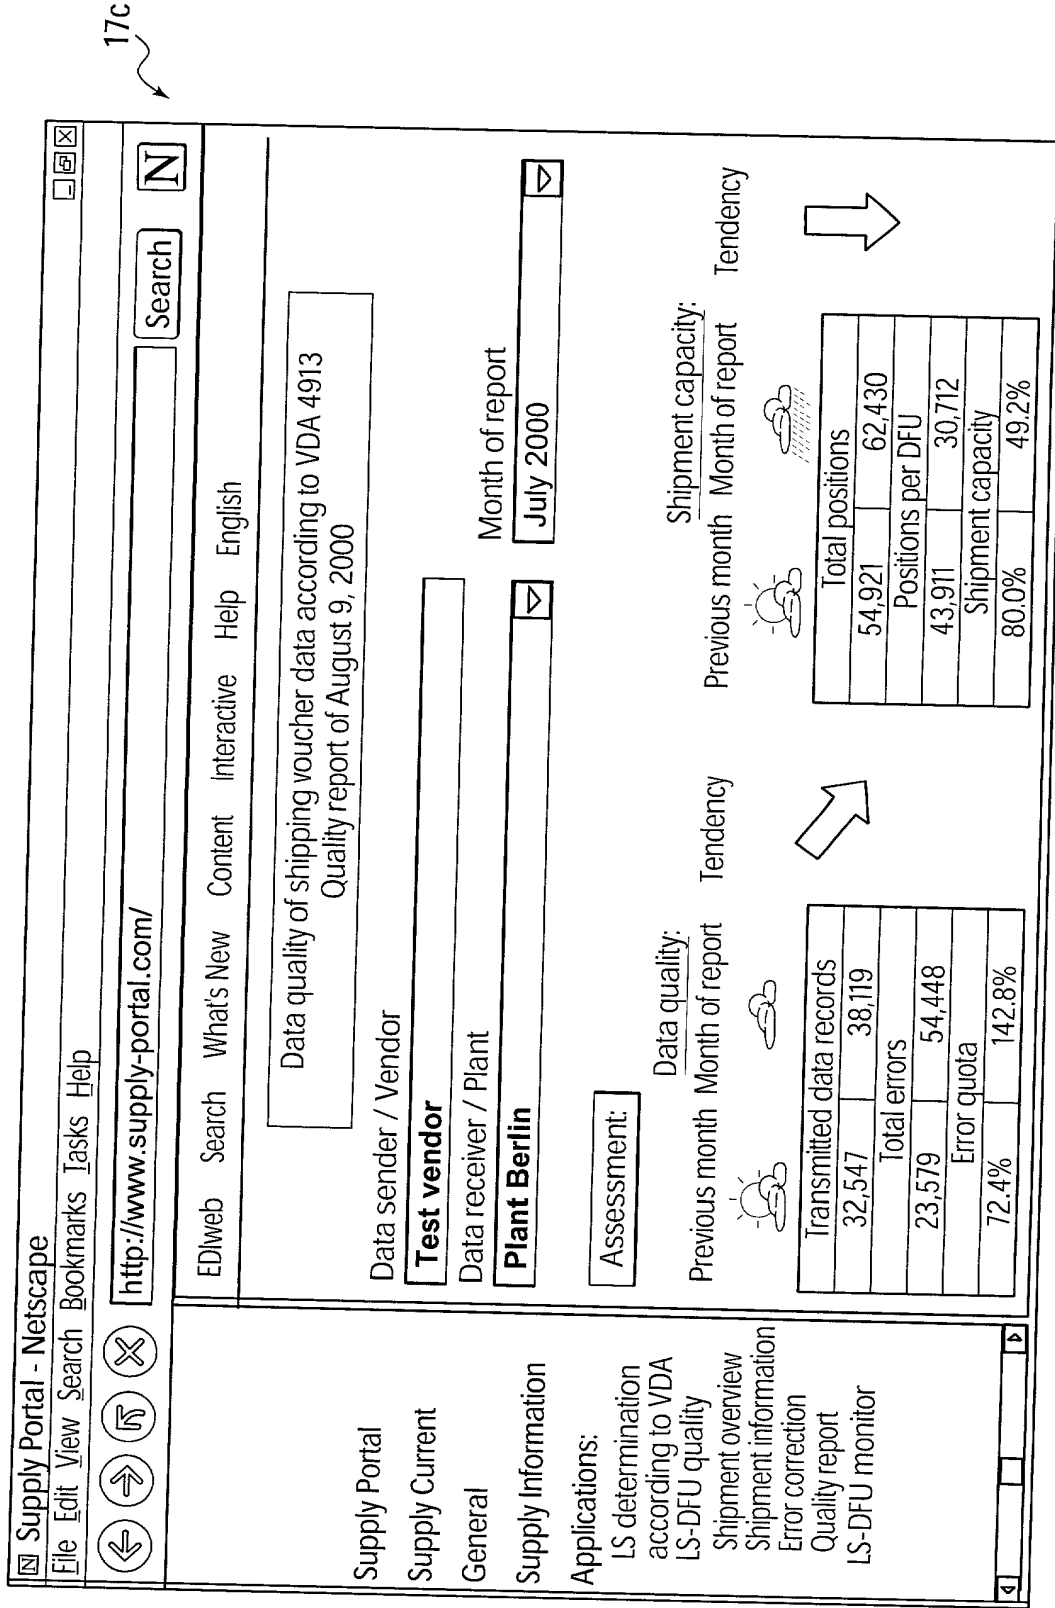 17c
N Supply Portal - Netscape
File Edit View Search Bookmarks Tasks Help
http://www.supply-portal.com/
Search
N
EDIweb Search What's New Content Interactive Help English
Supply Portal
Supply Current
General
Supply Information
Applications:
LS determination
according to VDA
LS-DFU quality
Shipment overview
Shipment information
Error correction
Quality report
LS-DFU monitor
Data quality of shipping voucher data according to VDA 4913
Quality report of August 9, 2000
Data sender / Vendor
Test vendor
Data receiver / Plant
Month of report
Plant Berlin
July 2000
Assessment:
Data quality:
Previous month Month of report Tendency
Transmitted data records
32,547 38,119
Total errors
23,579 54,448
Error quota
72.4% 142.8%
Shipment capacity:
Previous month Month of report Tendency
Total positions
54,921 62,430
Positions per DFU
43,911 30,712
Shipment capacity
80.0% 49.2%